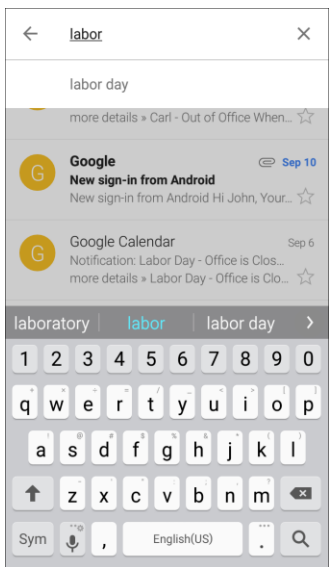 labor
labor day
more details » Carl - Out of Office When...
G
Google
Sep 10
New sign-in from Android
New sign-in from Android Hi John, Your...
G
Google Calendar
Sep 6
Notification: Labor Day - Office is Clos...
more details » Labor Day - Office is Clo...
laboratory labor labor day >
1 2 3 4 5 6 7 8 9 0
q w e r t y u i o p
a s d f g h j k l
z x c v b n m
Sym , English(US) .